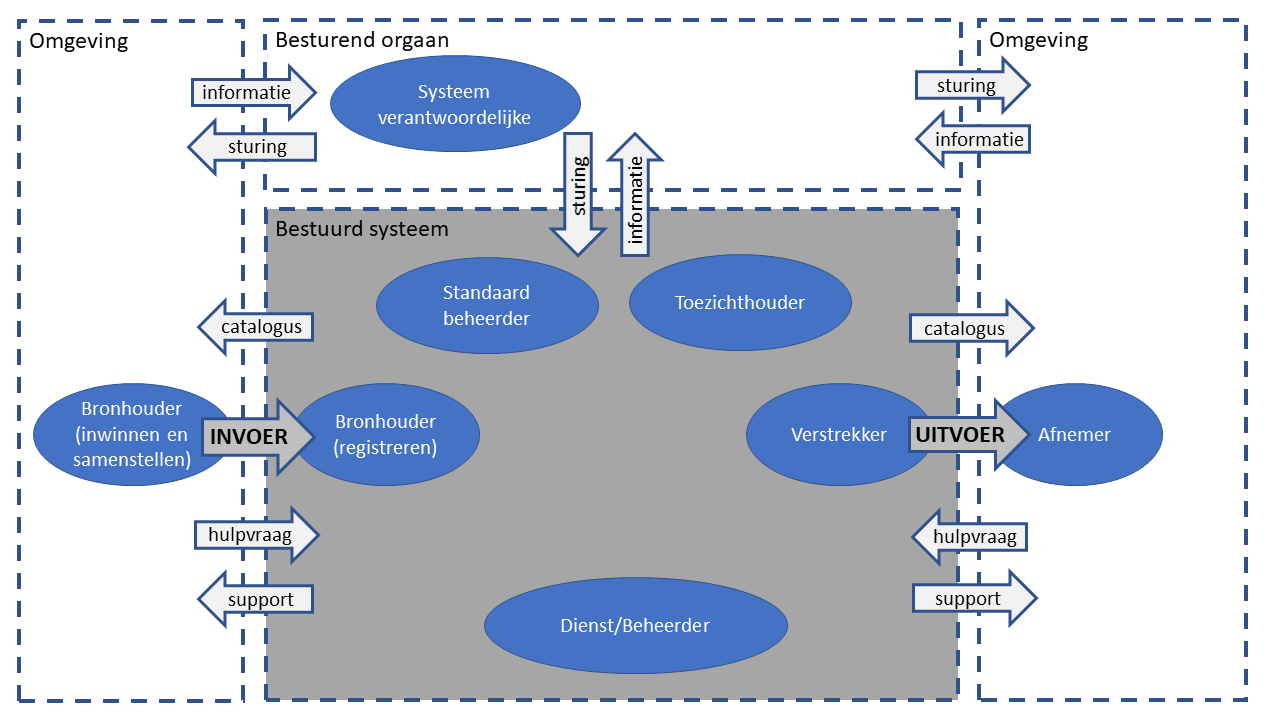 Omgeving
Besturend orgaan
Omgeving
informatie
sturing
Systeem
verantwoordelijke
sturing
informatie
sturing
informatie
Bestuurd systeem
Standaard
beheerder
Toezichthouder
catalogus
catalogus
Bronhouder
(inwinnen en
samenstellen)
INVOER
Bronhouder
(registreren)
Verstrekker
UITVOER
Afnemer
hulpvraag
support
hulpvraag
support
Dienst/Beheerder